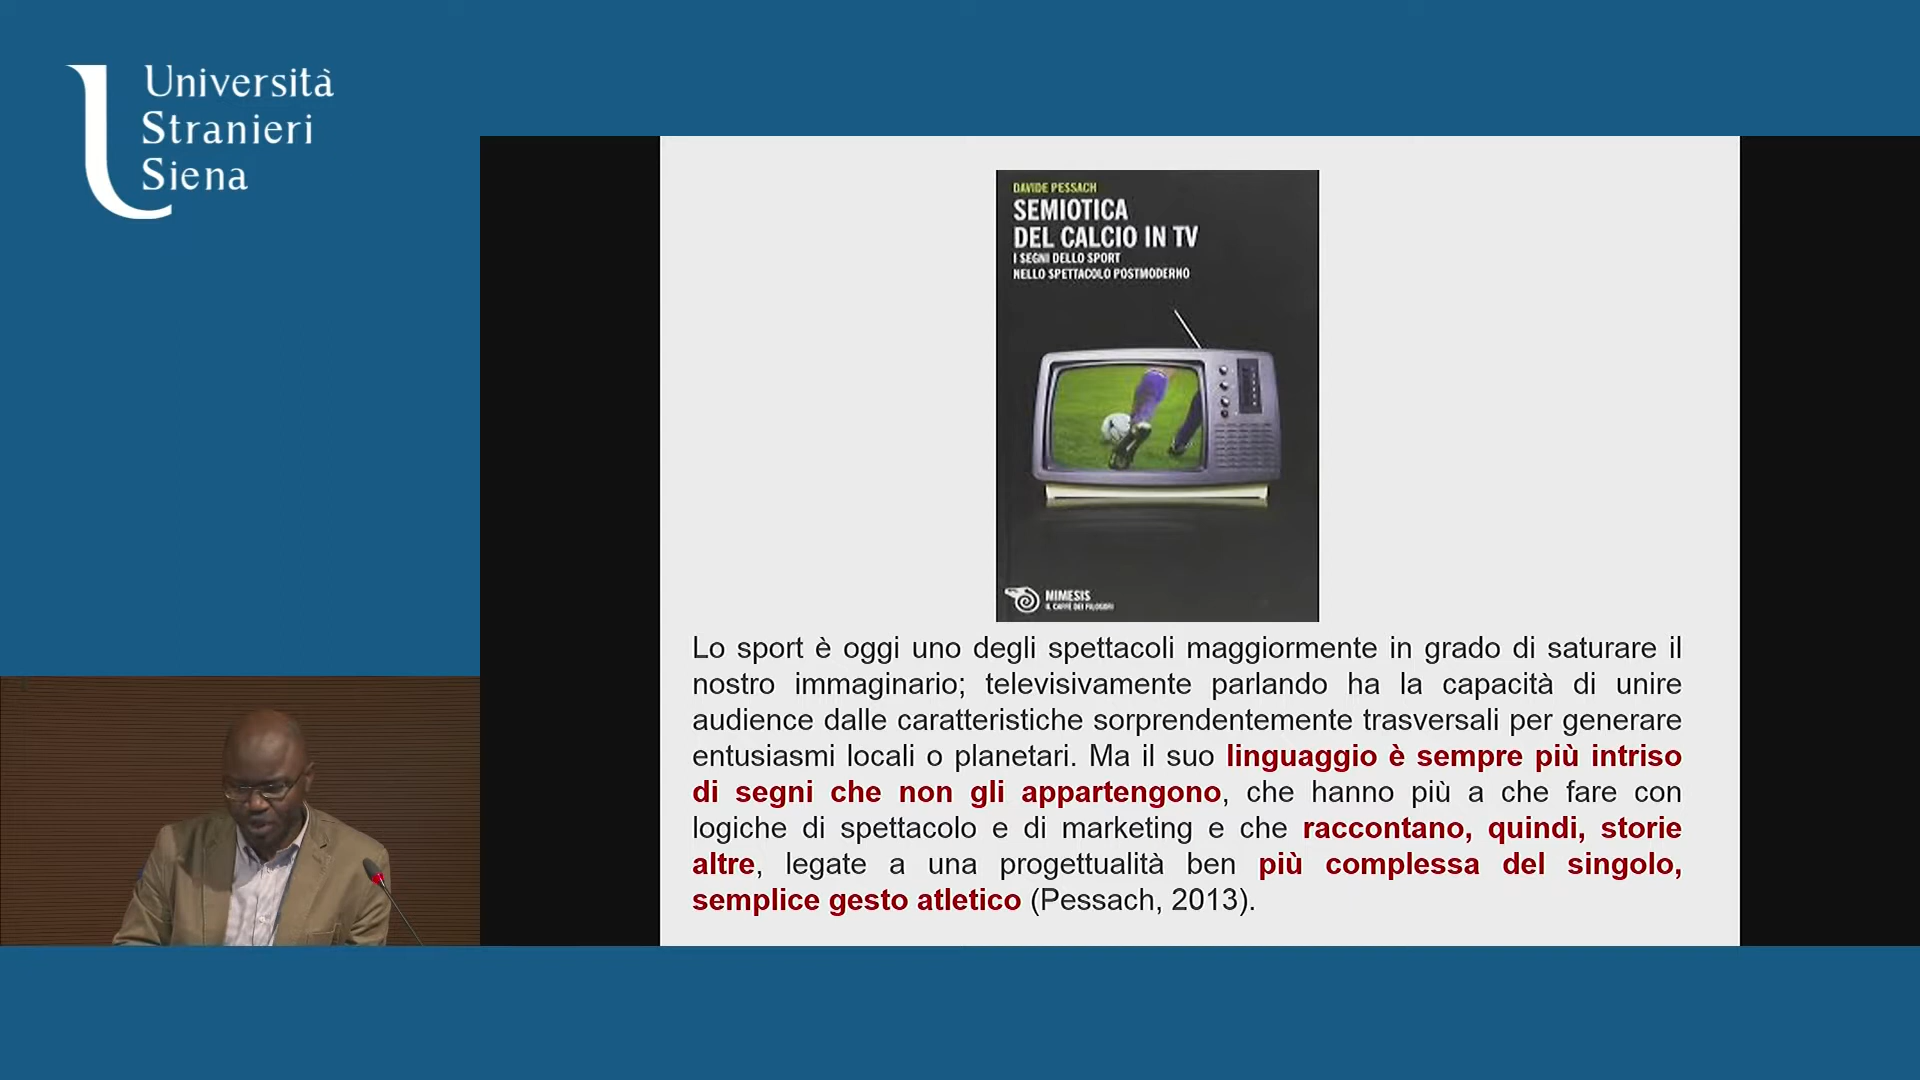 Università
Stranieri
Siena
DAVIDE PESSACH
SEMIOTICA
DEL CALCIO IN TV
I SEGNI DELLO SPORT
NELLO SPETTACOLO POSTMODERNO
MIMESIS
IL CAFFÈ DEI FILOSOFI
Lo sport è oggi uno degli spettacoli maggiormente in grado di saturare il
nostro immaginario; televisivamente parlando ha la capacità di unire
audience dalle caratteristiche sorprendentemente trasversali per generare
entusiasmi locali o planetari. Ma il suo linguaggio è sempre più intriso
di segni che non gli appartengono, che hanno più a che fare con
logiche di spettacolo e di marketing e che raccontano, quindi, storie
altre, legate a una progettualità ben più complessa del singolo,
semplice gesto atletico (Pessach, 2013).